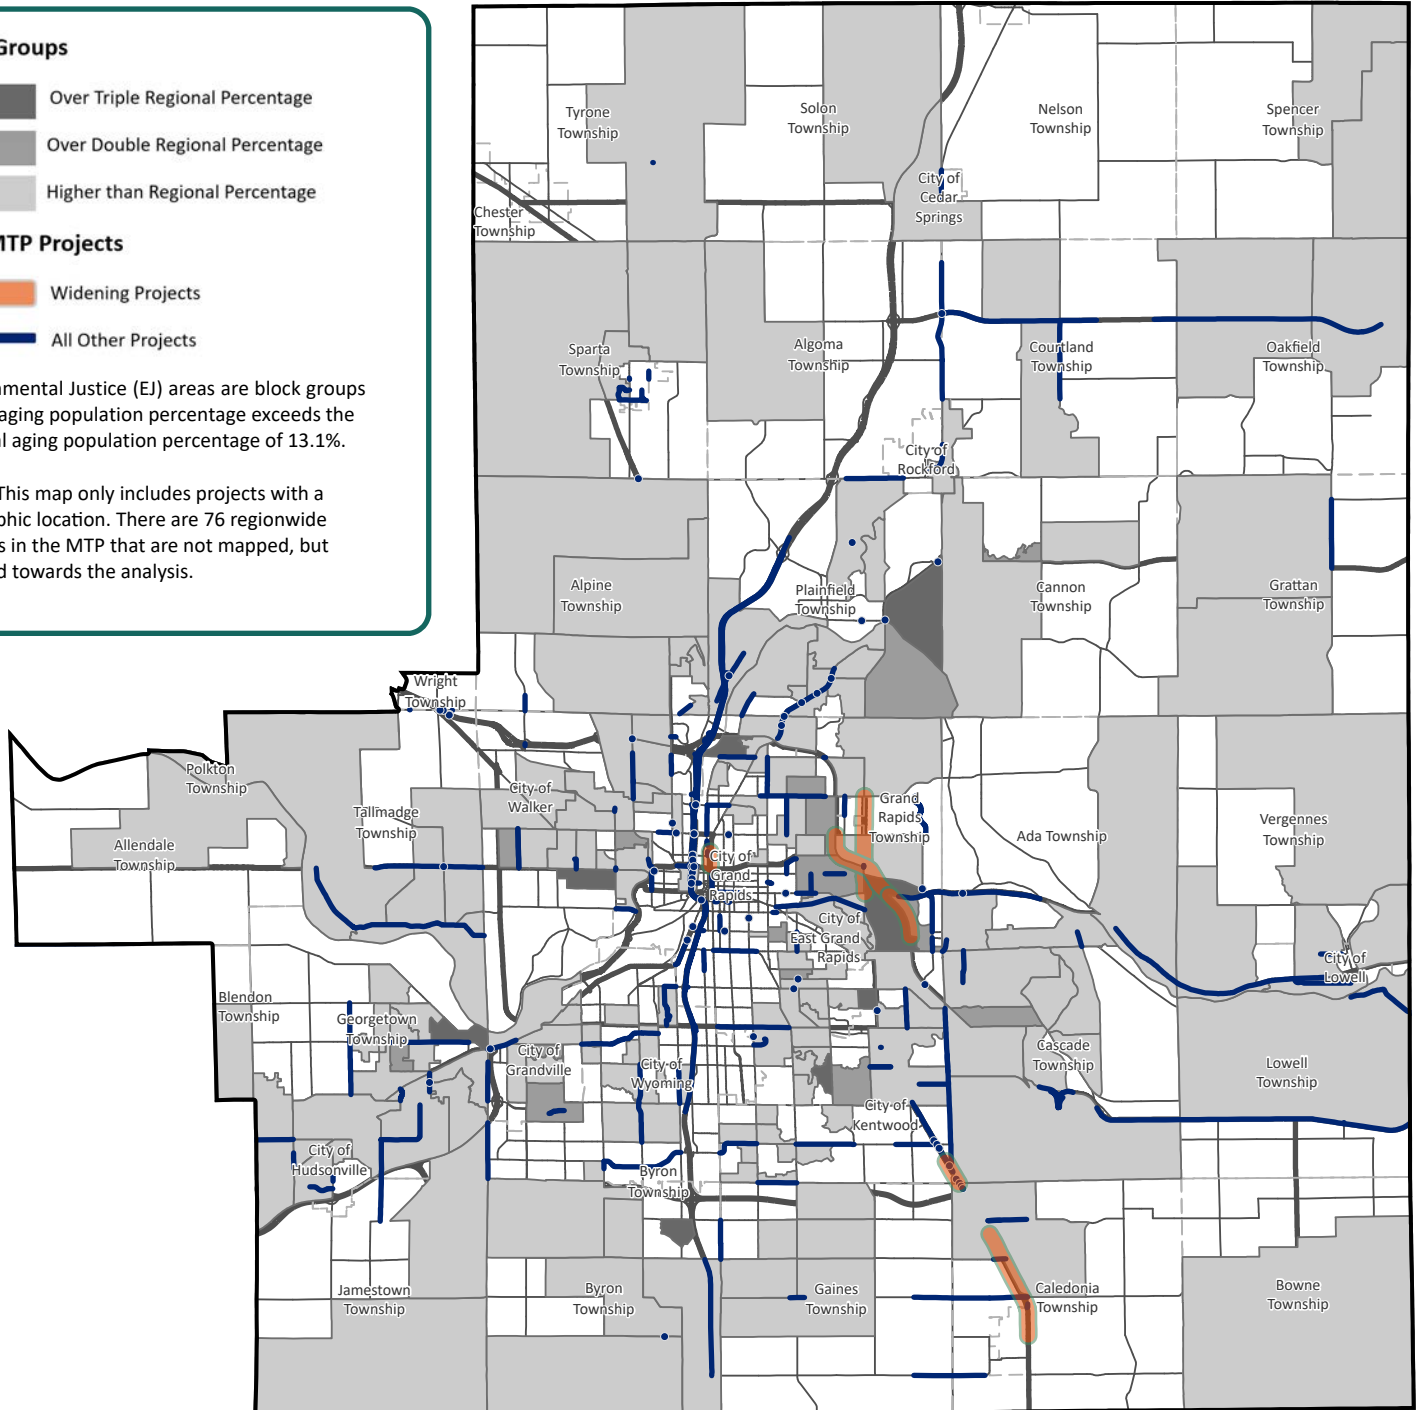 Groups
Over Triple Regional Percentage
Over Double Regional Percentage
Higher than Regional Percentage
MTP Projects
Widening Projects
All Other Projects
Justice (EJ) areas are block groups
aging population percentage exceeds the
aging population percentage of 13.1%.
This map only includes projects with a
location. There are 76 regionwide
in the MTP that are not mapped, but
towards the analysis.
Tyrone
Township
Solon
Township
Nelson
Township
Spencer
Township
City of
Cedar
Springs
Chester
Township
Sparta
Township
Algoma
Township
Courtland
Township
Oakfield
Township
City of
Rockford
Alpine
Township
Plainfield
Township
Cannon
Township
Grattan
Township
Wright
Township
Polkton
Township
Tallmadge
Township
City of
Walker
Grand
Rapids
Township
Ada Township
Vergennes
Township
Allendale
Township
City of
Grand
Rapids
City of
East Grand
Rapids
City of
Lowell
Blendon
Township
Georgetown
Township
City of
Grandville
City of
Wyoming
Cascade
Township
Lowell
Township
City of
Kentwood
City of
Hudsonville
Byron
Township
Jamestown
Township
Byron
Township
Gaines
Township
Caledonia
Township
Bowne
Township